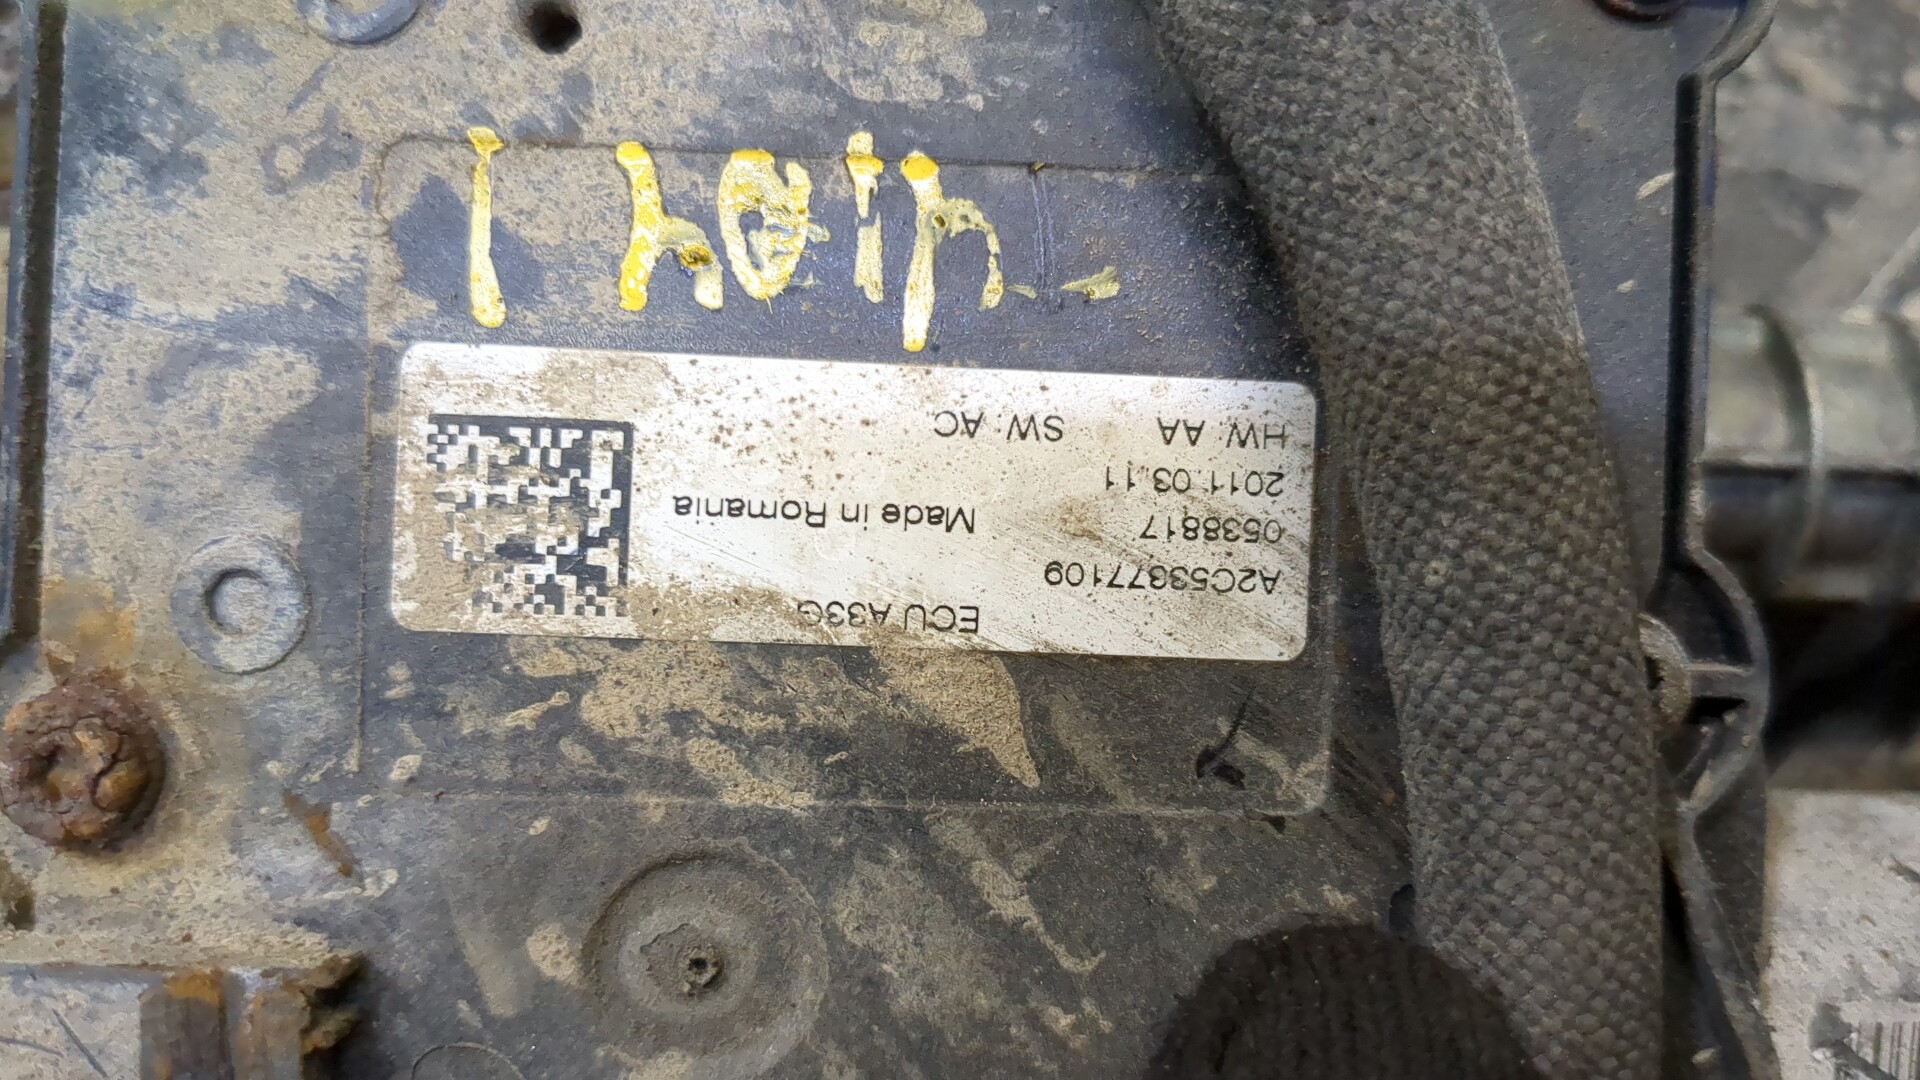 ECU A33G
A2C53377109
0538817 Made in Romania
2011.03.11
HW: AA SW: AC